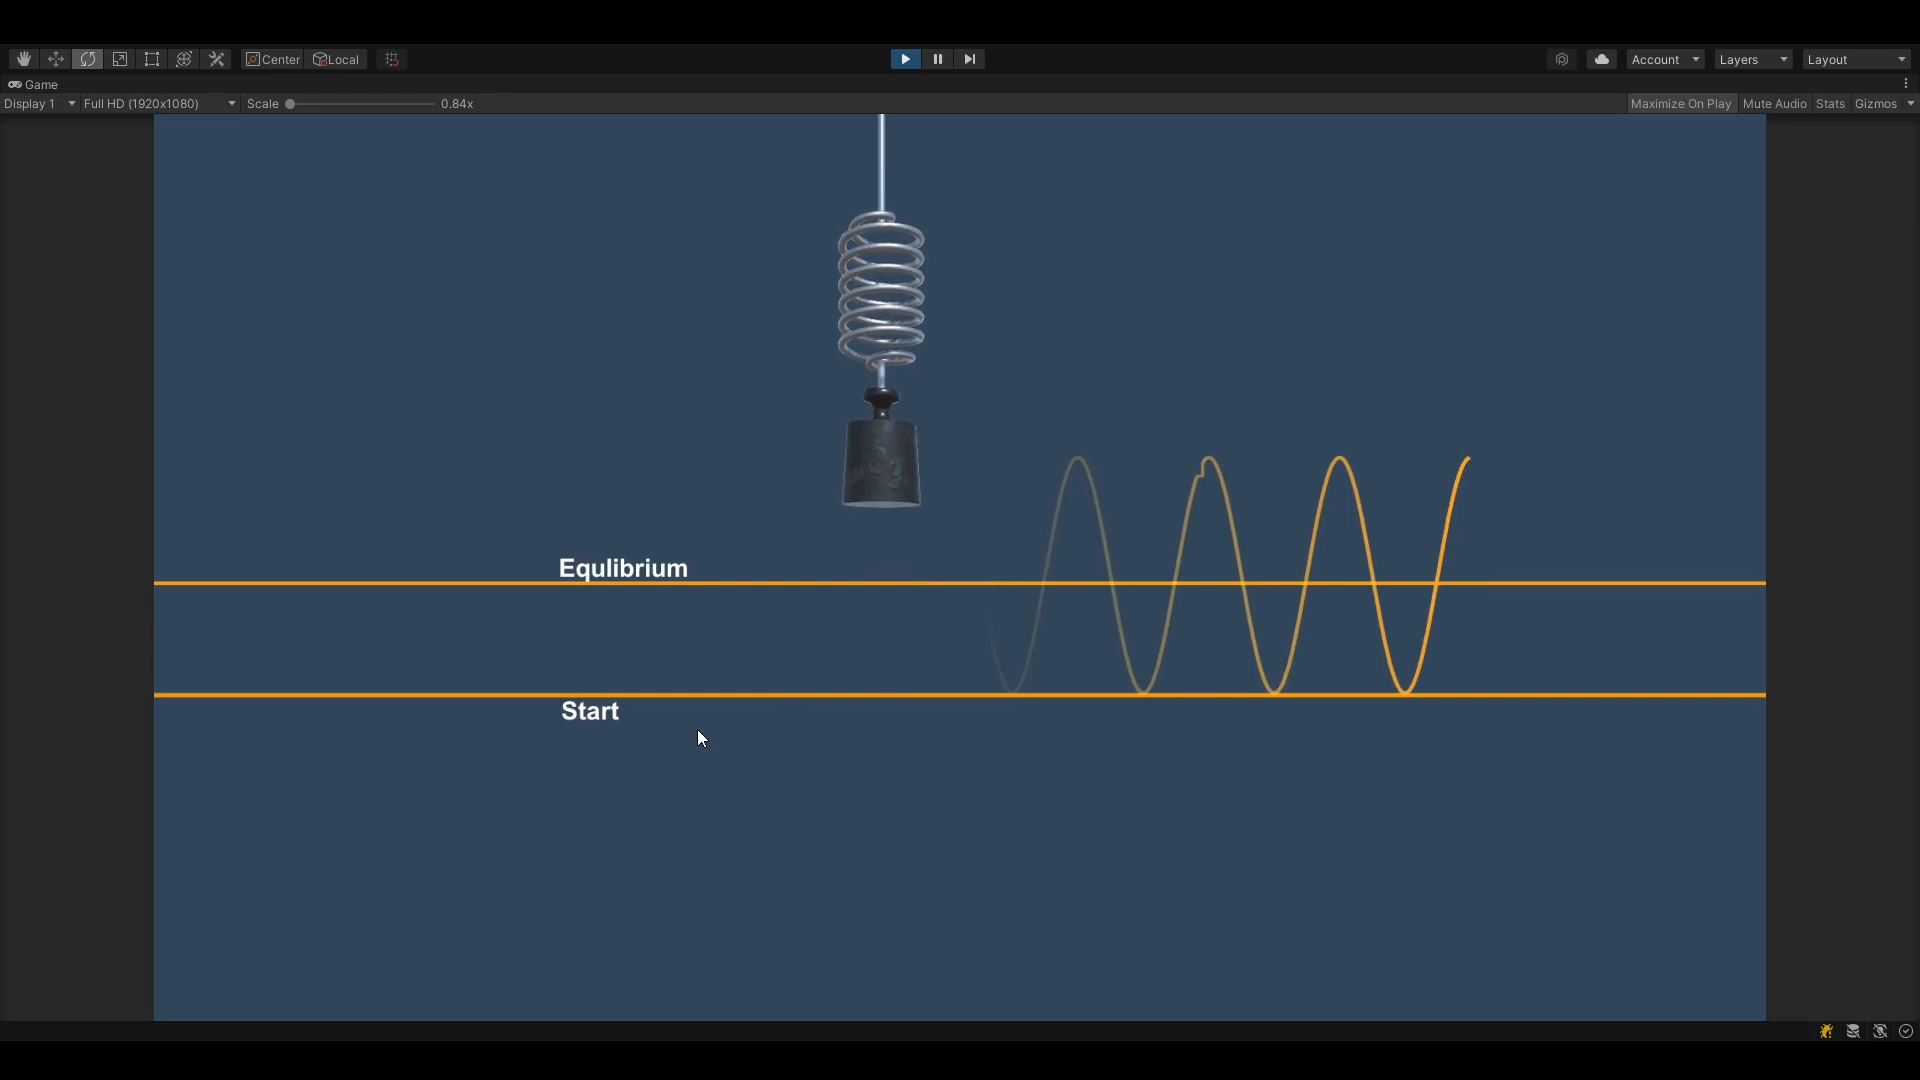 Center Local Account Layers Layout
Game
Display 1 Full HD (1920x1080) Scale 0.84x Maximize On Play Mute Audio Stats Gizmos
Equlibrium
Start